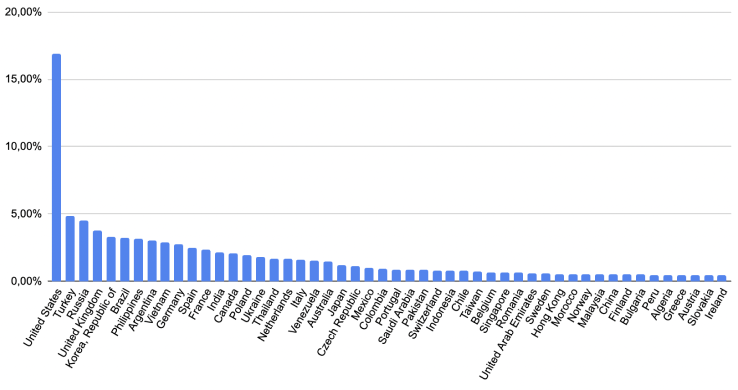 20,00%
15,00%
10,00%
5,00%
0,00%
United States
Turkey
Russia
United Kingdom
Korea, Republic of
Brazil
Philippines
Argentina
Vietnam
Germany
Spain
France
India
Canada
Poland
Ukraine
Thailand
Netherlands
Italy
Venezuela
Australia
Japan
Czech Republic
Mexico
Colombia
Portugal
Saudi Arabia
Pakistan
Switzerland
Indonesia
Chile
Taiwan
Belgium
Singapore
Romania
United Arab Emirates
Sweden
Hong Kong
Morocco
Norway
Malaysia
China
Finland
Bulgaria
Peru
Algeria
Greece
Austria
Slovakia
Ireland